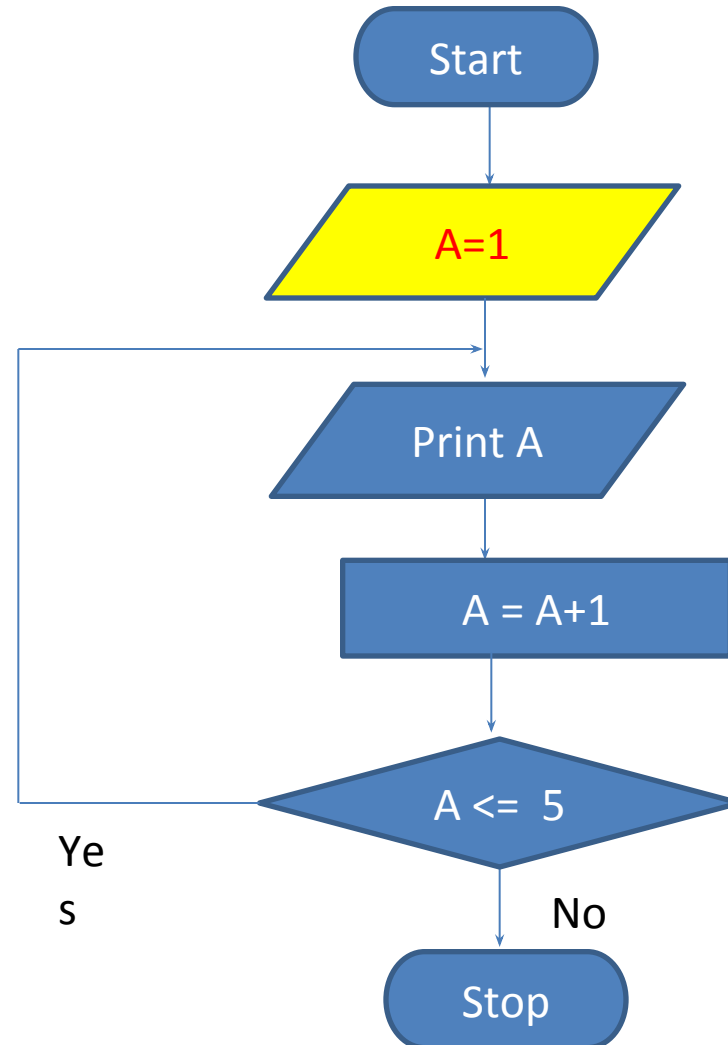 Start
A=1
Print A
A = A+1
A <=  5
Ye
s
No
Stop